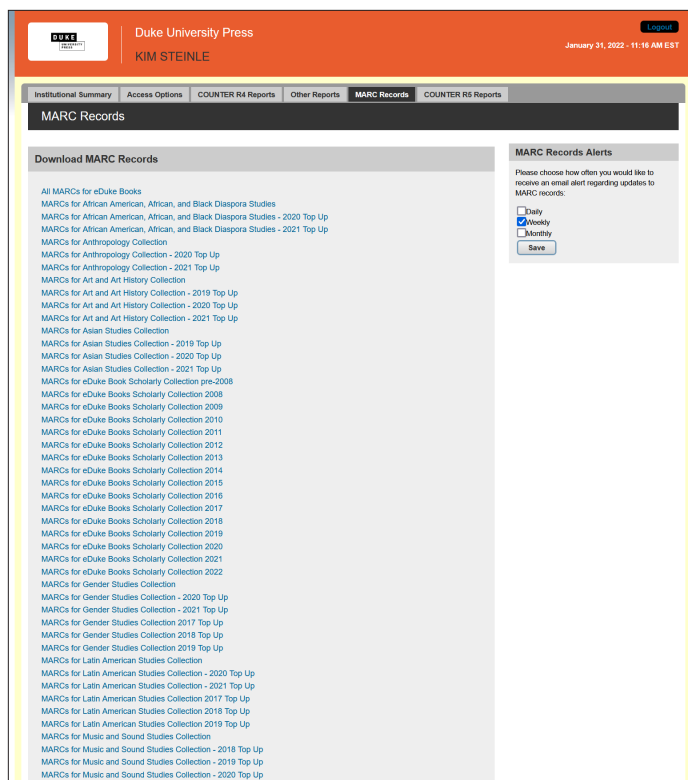 DUKE
UNIVERSITY
PRESS
Duke University Press
KIM STEINLE
Logout
January 31, 2022 - 11:16 AM EST
Institutional Summary
Access Options
COUNTER R4 Reports
Other Reports
MARC Records
COUNTER R5 Reports
MARC Records
Download MARC Records
All MARCs for eDuke Books
MARCs for African American, African, and Black Diaspora Studies
MARCs for African American, African, and Black Diaspora Studies - 2020 Top Up
MARCs for African American, African, and Black Diaspora Studies - 2021 Top Up
MARCs for Anthropology Collection
MARCs for Anthropology Collection - 2020 Top Up
MARCs for Anthropology Collection - 2021 Top Up
MARCs for Art and Art History Collection
MARCs for Art and Art History Collection - 2019 Top Up
MARCs for Art and Art History Collection - 2020 Top Up
MARCs for Art and Art History Collection - 2021 Top Up
MARCs for Asian Studies Collection
MARCs for Asian Studies Collection - 2019 Top Up
MARCs for Asian Studies Collection - 2020 Top Up
MARCs for Asian Studies Collection - 2021 Top Up
MARCs for eDuke Book Scholarly Collection pre-2008
MARCs for eDuke Books Scholarly Collection 2008
MARCs for eDuke Books Scholarly Collection 2009
MARCs for eDuke Books Scholarly Collection 2010
MARCs for eDuke Books Scholarly Collection 2011
MARCs for eDuke Books Scholarly Collection 2012
MARCs for eDuke Books Scholarly Collection 2013
MARCs for eDuke Books Scholarly Collection 2014
MARCs for eDuke Books Scholarly Collection 2015
MARCs for eDuke Books Scholarly Collection 2016
MARCs for eDuke Books Scholarly Collection 2017
MARCs for eDuke Books Scholarly Collection 2018
MARCs for eDuke Books Scholarly Collection 2019
MARCs for eDuke Books Scholarly Collection 2020
MARCs for eDuke Books Scholarly Collection 2021
MARCs for eDuke Books Scholarly Collection 2022
MARCs for Gender Studies Collection
MARCs for Gender Studies Collection - 2020 Top Up
MARCs for Gender Studies Collection - 2021 Top Up
MARCs for Gender Studies Collection 2017 Top Up
MARCs for Gender Studies Collection 2018 Top Up
MARCs for Gender Studies Collection 2019 Top Up
MARCs for Latin American Studies Collection
MARCs for Latin American Studies Collection - 2020 Top Up
MARCs for Latin American Studies Collection - 2021 Top Up
MARCs for Latin American Studies Collection 2017 Top Up
MARCs for Latin American Studies Collection 2018 Top Up
MARCs for Latin American Studies Collection 2019 Top Up
MARCs for Music and Sound Studies Collection
MARCs for Music and Sound Studies Collection - 2018 Top Up
MARCs for Music and Sound Studies Collection - 2019 Top Up
MARCs for Music and Sound Studies Collection - 2020 Top Up
MARC Records Alerts
Please choose how often you would like to
receive an email alert regarding updates to
MARC records:
Daily
Weekly
Monthly
Save